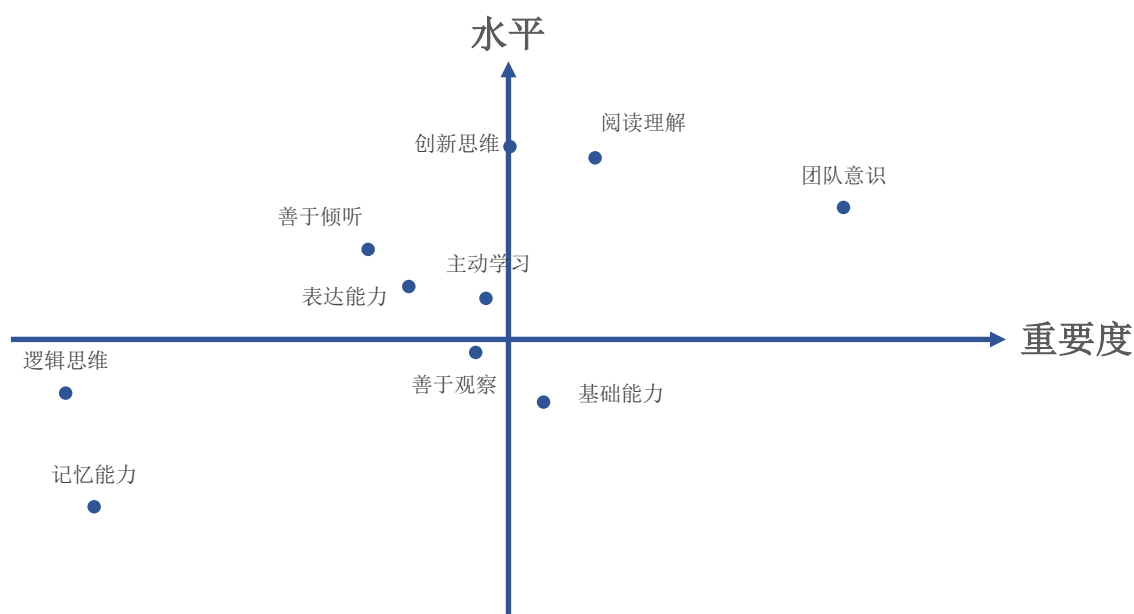 水平
阅读理解
创新思维
团队意识
善于倾听
主动学习
表达能力
重要度
逻辑思维
善于观察
基础能力
记忆能力